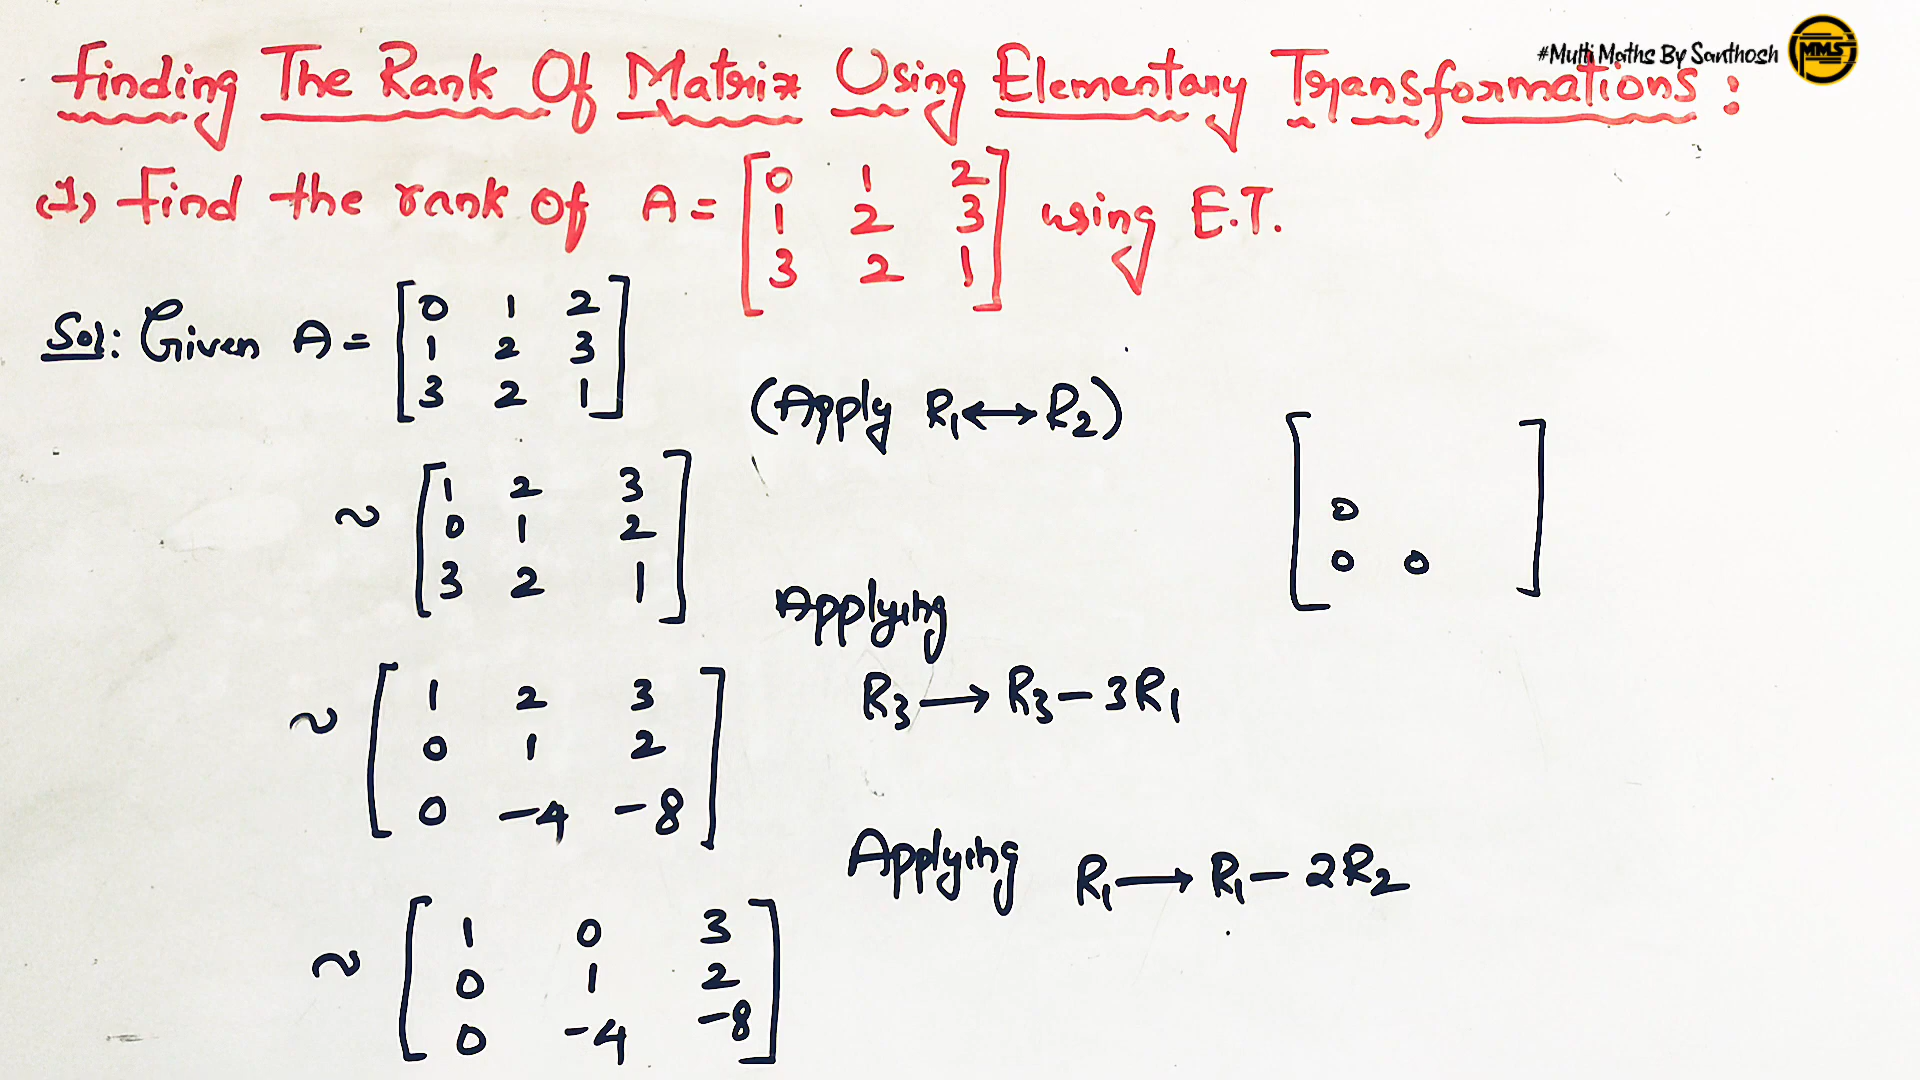 #Multi Maths By Santhosh MMS
Finding The Rank Of Matrix Using Elementary Transformations:
(1) Find the rank of A = [0 1 2
1 2 3
3 2 1] using E.T.
Sol: Given A = [0 1 2
1 2 3
3 2 1]
(Apply R₁ ↔ R₂)
~ [1 2 3
0 1 2
3 2 1]
[
0
0 0 ]
Applying
R₃ → R₃ − 3R₁
~ [1 2 3
0 1 2
0 −4 −8]
Applying R₁ → R₁ − 2R₂
~ [1 0 3
0 1 2
0 −4 −8]